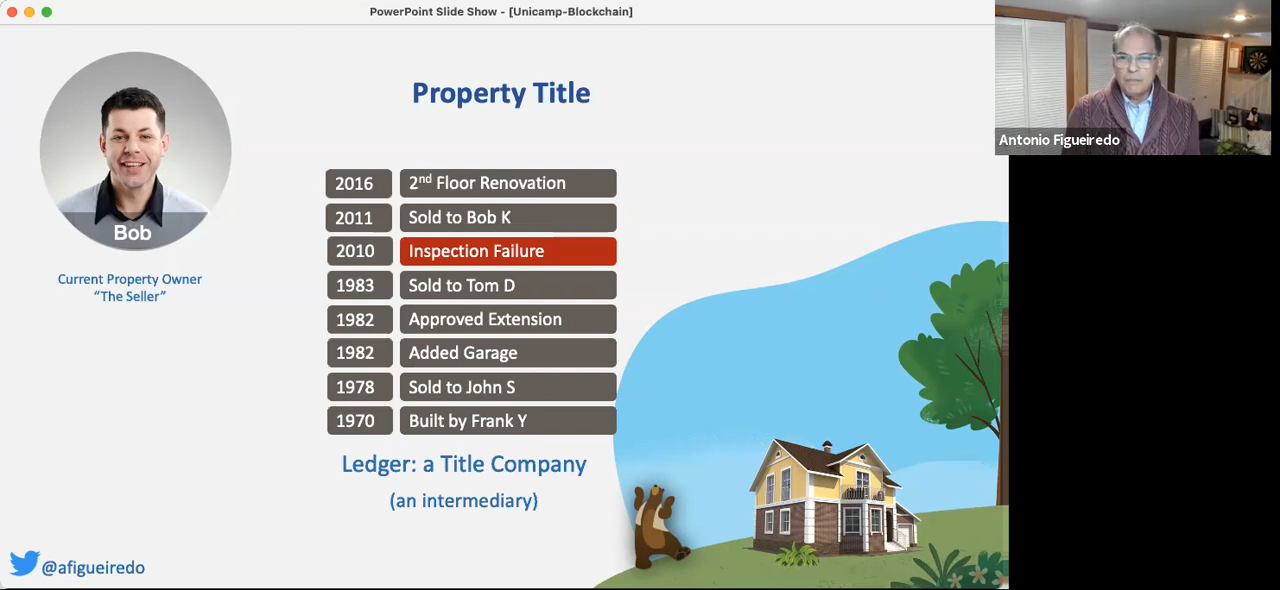 PowerPoint Slide Show - [Unicamp-Blockchain]
Property Title
Antonio Figueiredo
Bob
Current Property Owner
“The Seller”
2016 2nd Floor Renovation
2011 Sold to Bob K
2010 Inspection Failure
1983 Sold to Tom D
1982 Approved Extension
1982 Added Garage
1978 Sold to John S
1970 Built by Frank Y
Ledger: a Title Company
(an intermediary)
@afigueiredo